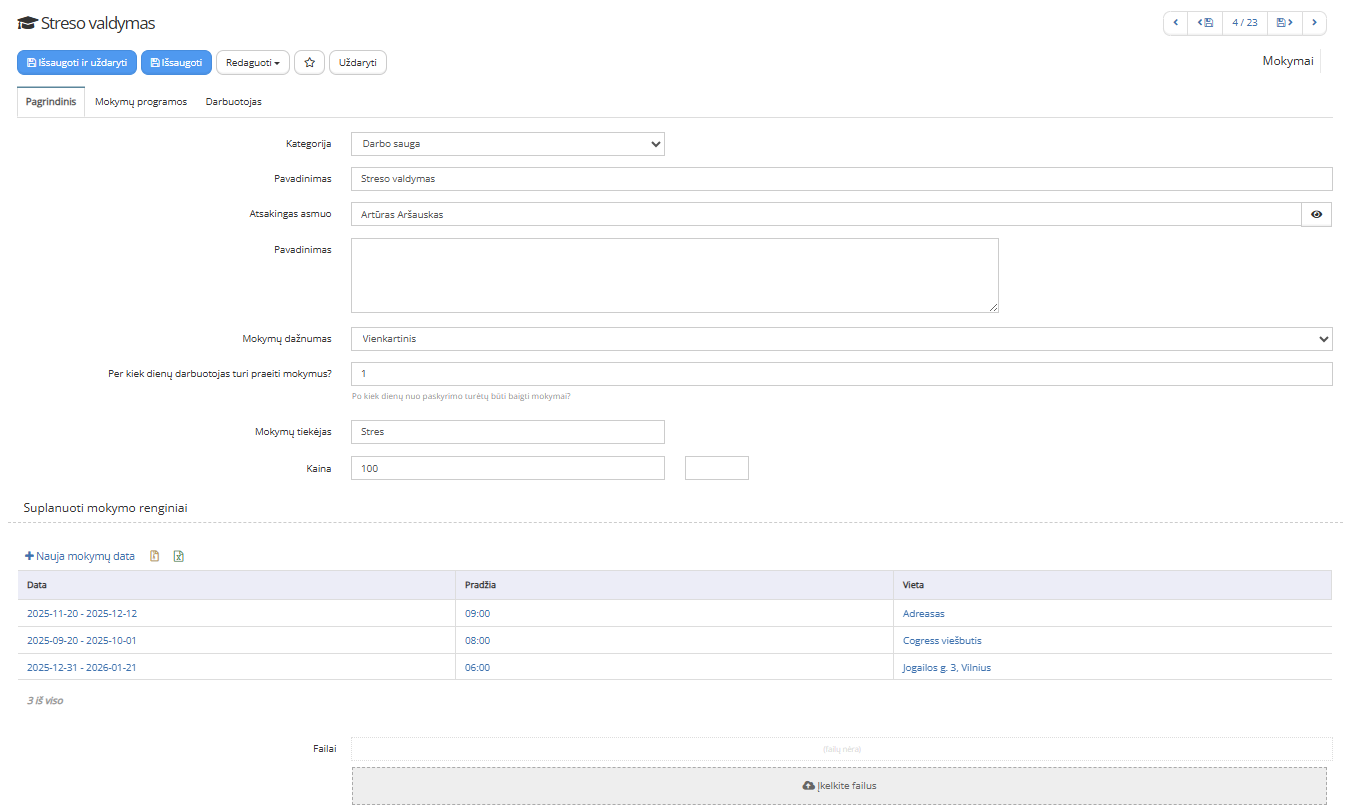 Streso valdymas
4 / 23
Išsaugoti ir uždaryti Išsaugoti Redaguoti Uždaryti
Mokymai
Pagrindinis Mokymų programos Darbuotojas
Kategorija Darbo sauga
Pavadinimas Streso valdymas
Atsakingas asmuo Artūras Aršauskas
Pavadinimas
Mokymų dažnumas Vienkartinis
Per kiek dienų darbuotojas turi praeiti mokymus? 1
Po kiek dienų nuo paskyrimo turėtų būti baigti mokymai?
Mokymų tiekėjas Stres
Kaina 100
Suplanuoti mokymo renginiai
Nauja mokymų data
Data Pradžia Vieta
2025-11-20 - 2025-12-12 09:00 Adreasas
2025-09-20 - 2025-10-01 08:00 Cogress viešbutis
2025-12-31 - 2026-01-21 06:00 Jogailos g. 3, Vilnius
3 iš viso
Failai (failų nėra)
Įkelkite failus